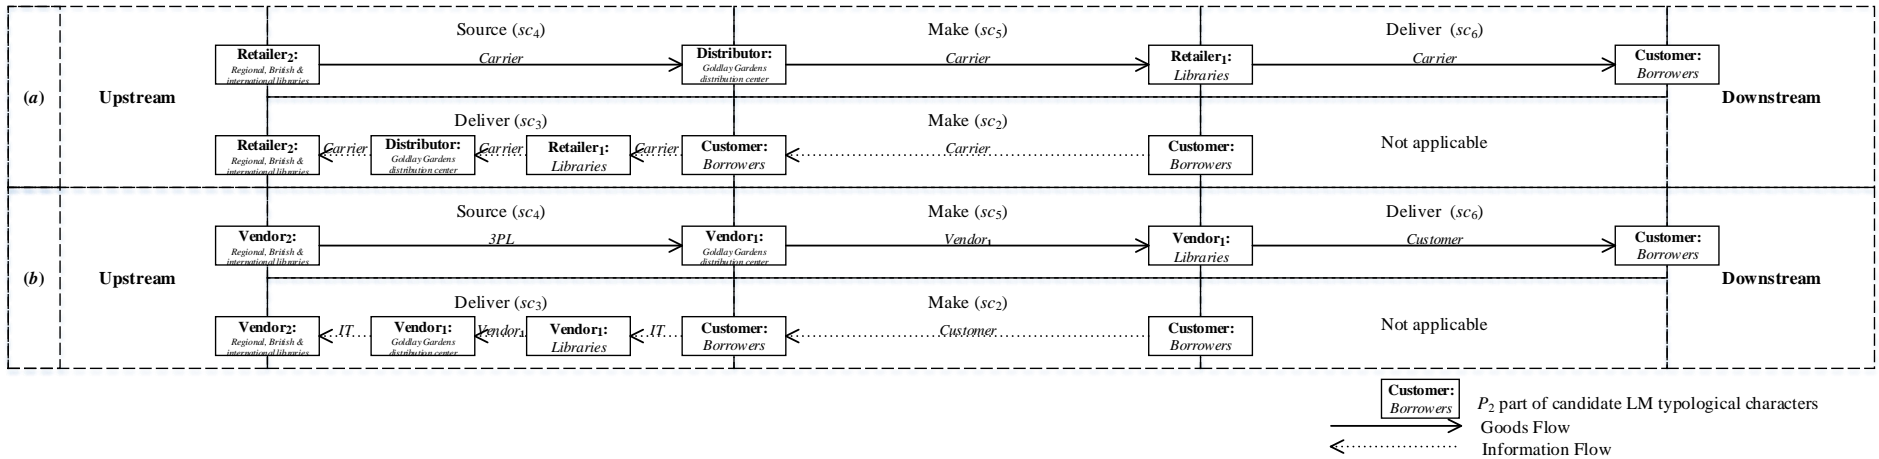 Source (sc4)
Make (sc5)
Deliver (sc6)
Retailer2:
Regional, British &
international libraries
Carrier
Distributor:
Goldlay Gardens
distribution center
Carrier
Retailer1:
Libraries
Carrier
Customer:
Borrowers
(a)
Upstream
Downstream
Deliver (sc3)
Make (sc2)
Not applicable
Retailer2:
Regional, British &
international libraries
Carrier
Distributor:
Goldlay Gardens
distribution center
Carrier
Retailer1:
Libraries
Carrier
Customer:
Borrowers
Carrier
Customer:
Borrowers
Source (sc4)
Make (sc5)
Deliver (sc6)
Vendor2:
Regional, British &
international libraries
3PL
Vendor1:
Goldlay Gardens
distribution center
Vendor1
Vendor1:
Libraries
Customer
Customer:
Borrowers
(b)
Upstream
Downstream
Deliver (sc3)
Make (sc2)
Not applicable
Vendor2:
Regional, British &
international libraries
IT
Vendor1:
Goldlay Gardens
distribution center
Vendor1
Vendor1:
Libraries
IT
Customer:
Borrowers
Customer
Customer:
Borrowers
Customer:
Borrowers
P2 part of candidate LM typological characters
Goods Flow
Information Flow